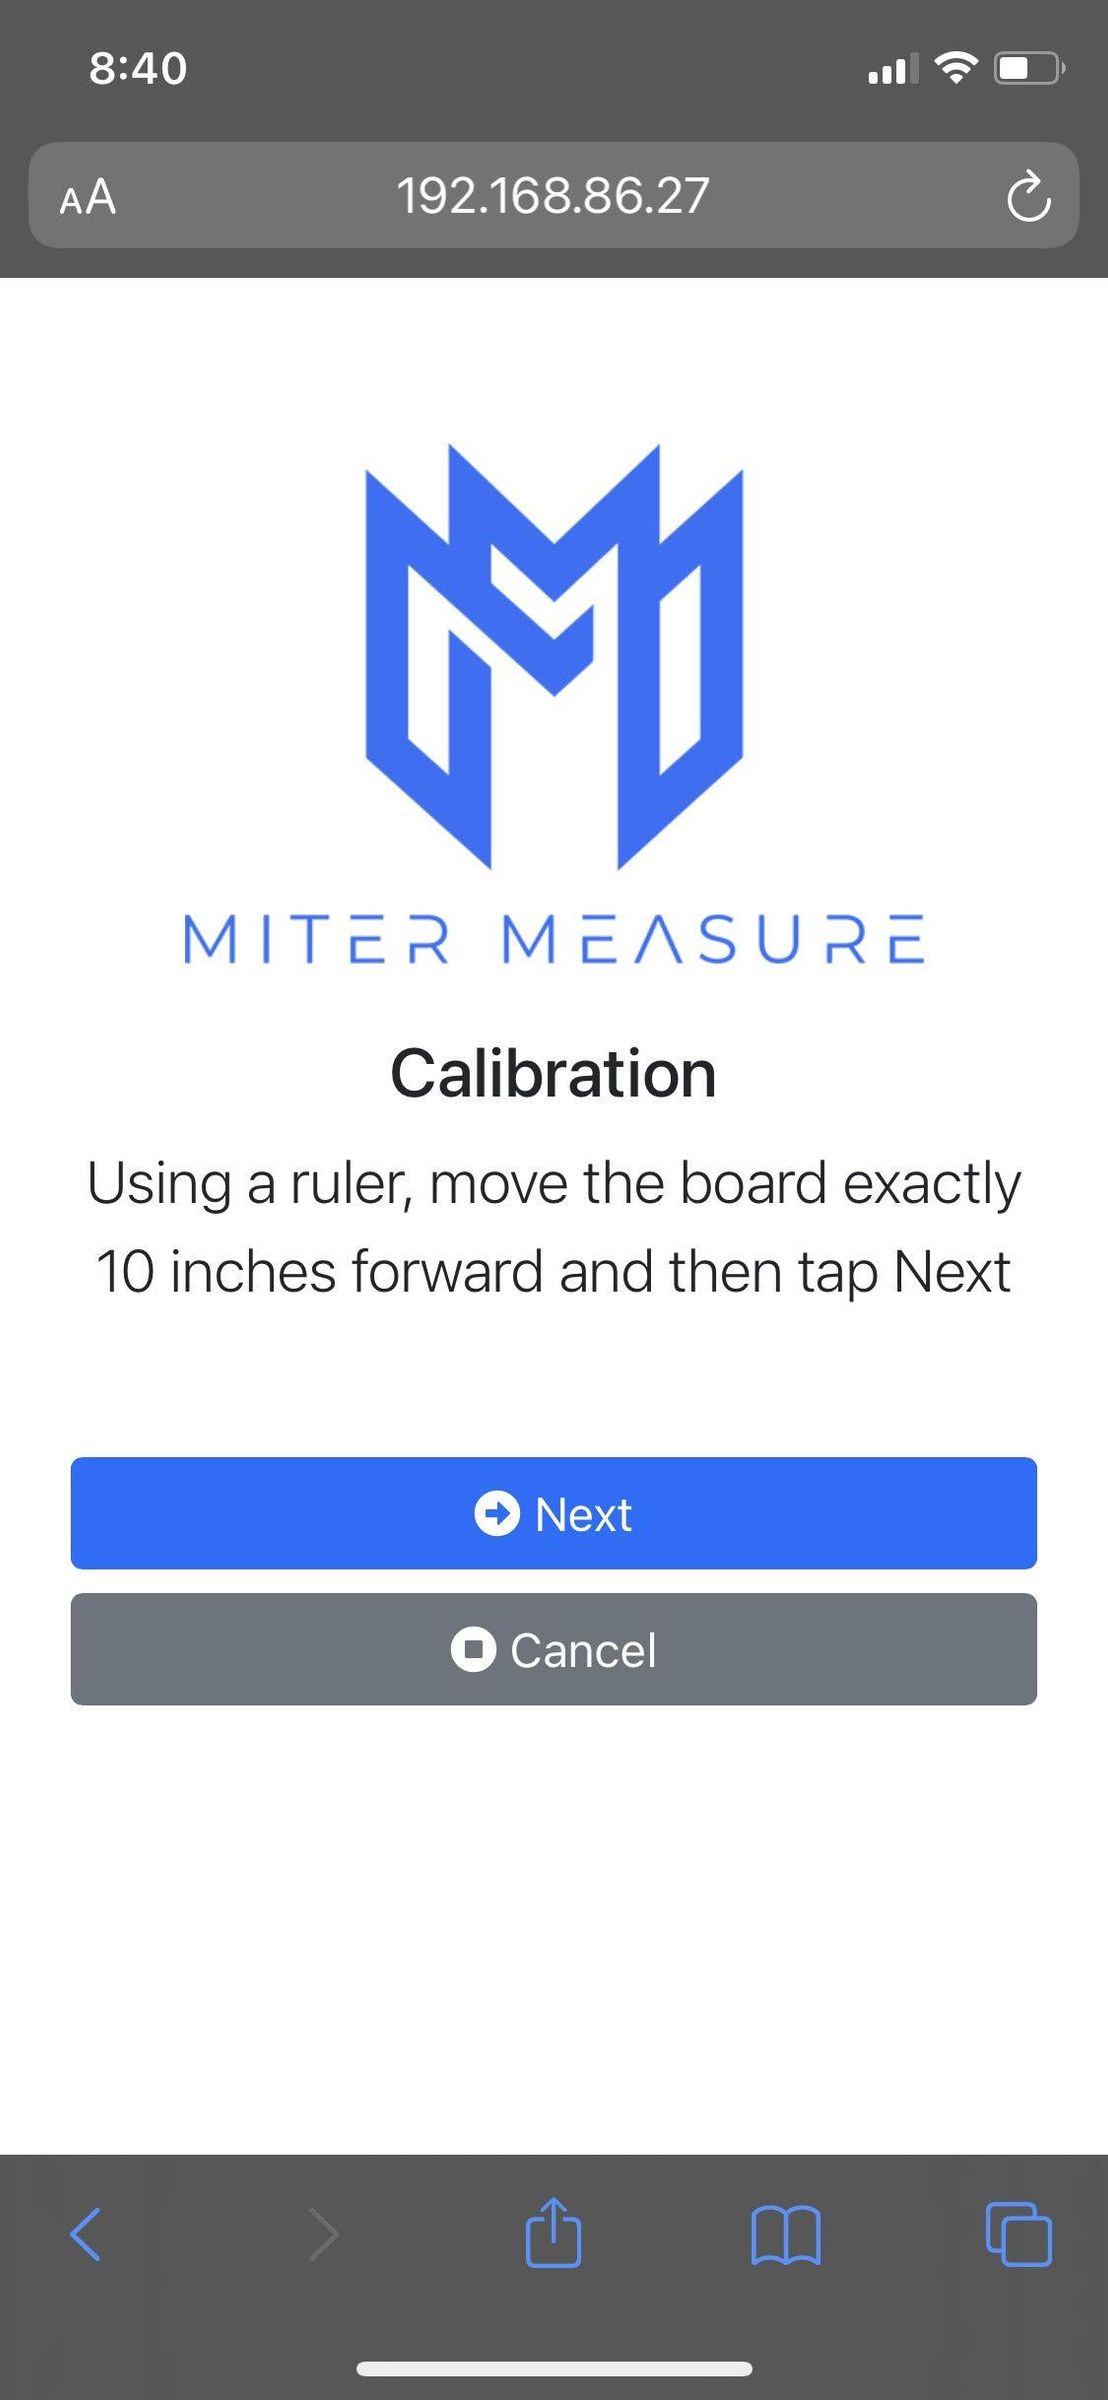 8:40
AA 192.168.86.27
MITER MEASURE
Calibration
Using a ruler, move the board exactly
10 inches forward and then tap Next
Next
Cancel